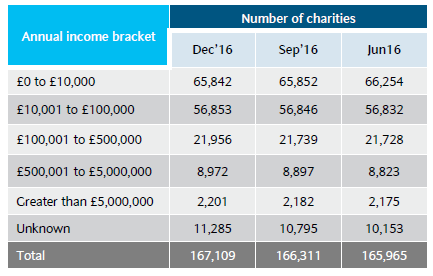 Annual income bracket
Number of charities
Dec'16 Sep'16 Jun16
£0 to £10,000 65,842 65,852 66,254
£10,001 to £100,000 56,853 56,846 56,832
£100,001 to £500,000 21,956 21,739 21,728
£500,001 to £5,000,000 8,972 8,897 8,823
Greater than £5,000,000 2,201 2,182 2,175
Unknown 11,285 10,795 10,153
Total 167,109 166,311 165,965